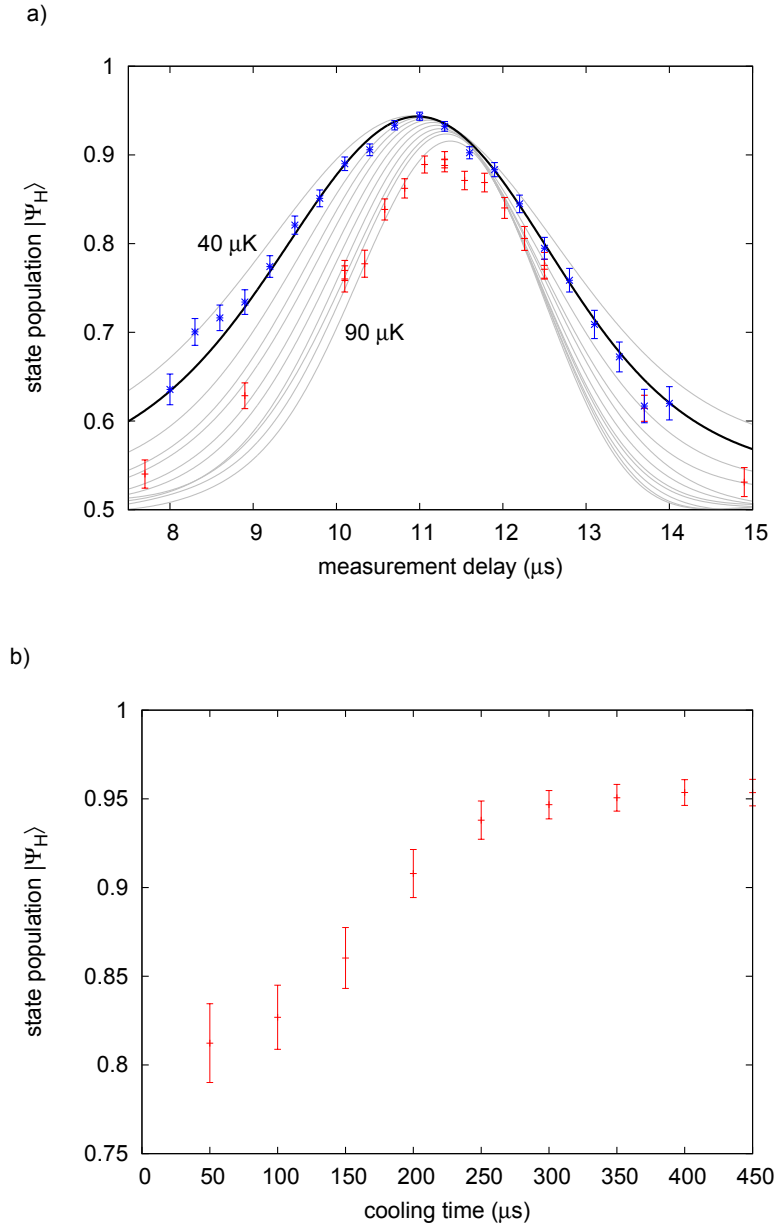 a)
1
0.9
0.8
0.7
0.6
0.5
state population |Ψ_H⟩
40 μK
90 μK
8 9 10 11 12 13 14 15
measurement delay (μs)
b)
1
0.95
0.9
0.85
0.8
0.75
state population |Ψ_H⟩
0 50 100 150 200 250 300 350 400 450
cooling time (μs)